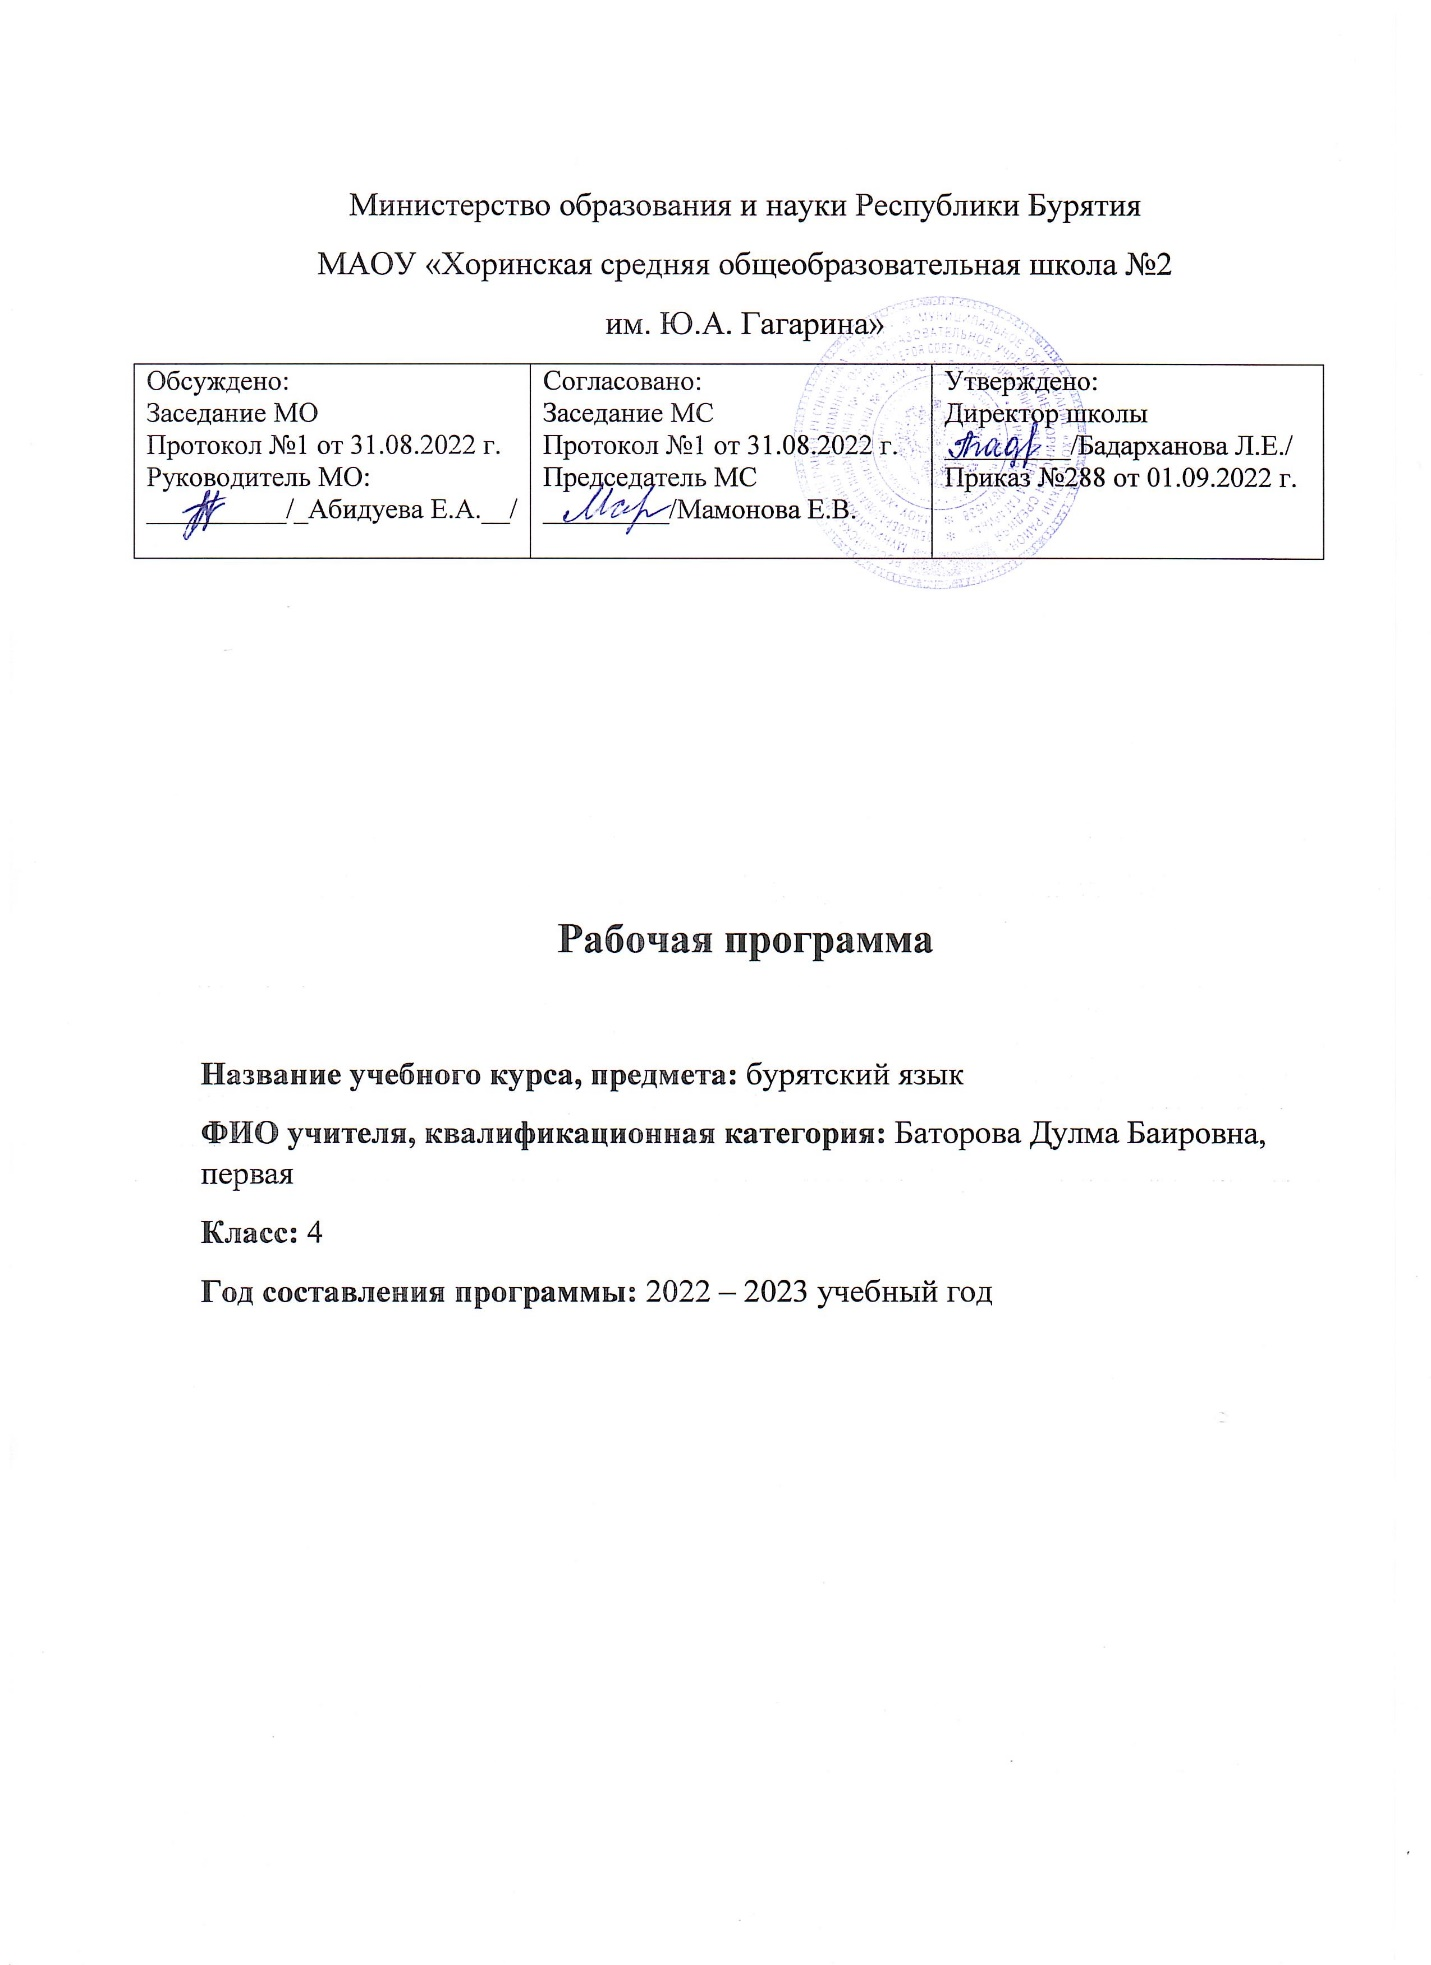 Министерство образования и науки Республики Бурятия
МАОУ «Хоринская средняя общеобразовательная школа №2
им. Ю.А. Гагарина»
Обсуждено:
Заседание МО
Протокол №1 от 31.08.2022 г.
Руководитель МО:
___________/_Абидуева Е.А.__/
Согласовано:
Заседание МС
Протокол №1 от 31.08.2022 г.
Председатель МС
__________/Мамонова Е.В.
Утверждено:
Директор школы
__________/Бадарханова Л.Е./
Приказ №288 от 01.09.2022 г.
Рабочая программа
Название учебного курса, предмета: бурятский язык
ФИО учителя, квалификационная категория: Баторова Дулма Баировна,
первая
Класс: 4
Год составления программы: 2022 – 2023 учебный год